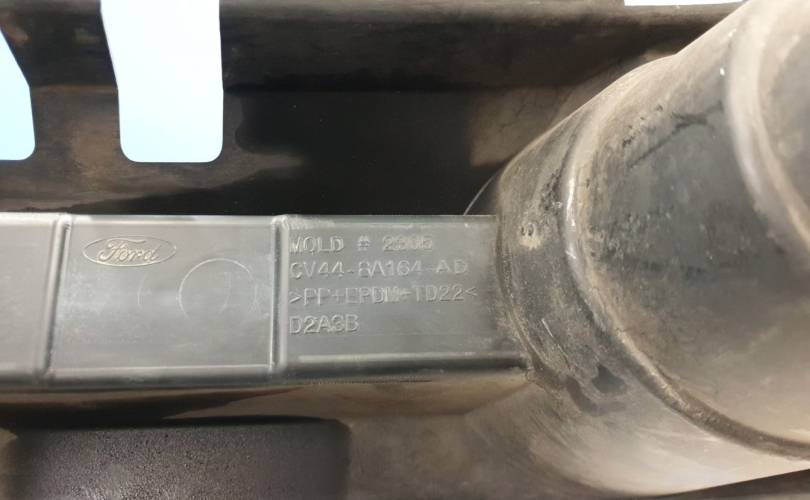 Ford
MOLD # 2305
CV44-8A164-AD
>PP+EPDM-TD22<
D2A3B